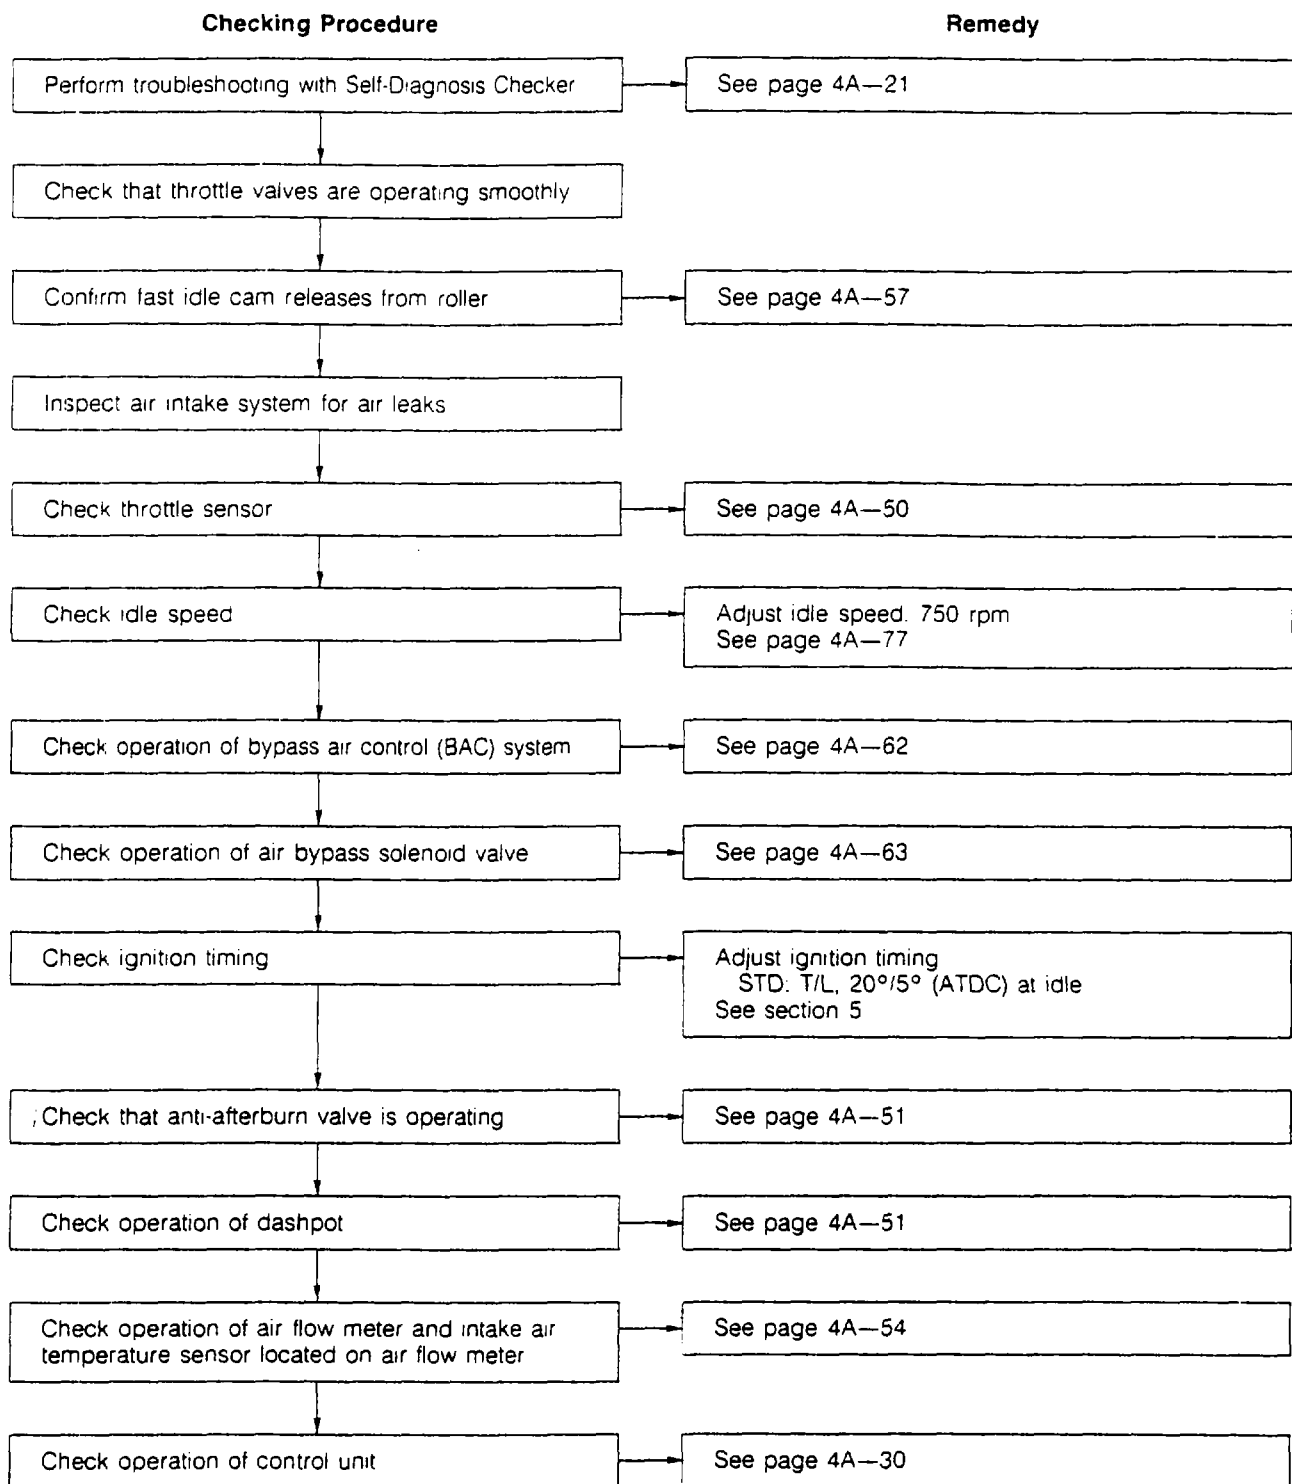 Checking Procedure
Remedy
Perform troubleshooting with Self-Diagnosis Checker
See page 4A—21
Check that throttle valves are operating smoothly
Confirm fast idle cam releases from roller
See page 4A—57
Inspect air intake system for air leaks
Check throttle sensor
See page 4A—50
Check idle speed
Adjust idle speed. 750 rpm
See page 4A—77
Check operation of bypass air control (BAC) system
See page 4A—62
Check operation of air bypass solenoid valve
See page 4A—63
Check ignition timing
Adjust ignition timing
STD: T/L, 20°/5° (ATDC) at idle
See section 5
Check that anti-afterburn valve is operating
See page 4A—51
Check operation of dashpot
See page 4A—51
Check operation of air flow meter and intake air
temperature sensor located on air flow meter
See page 4A—54
Check operation of control unit
See page 4A—30